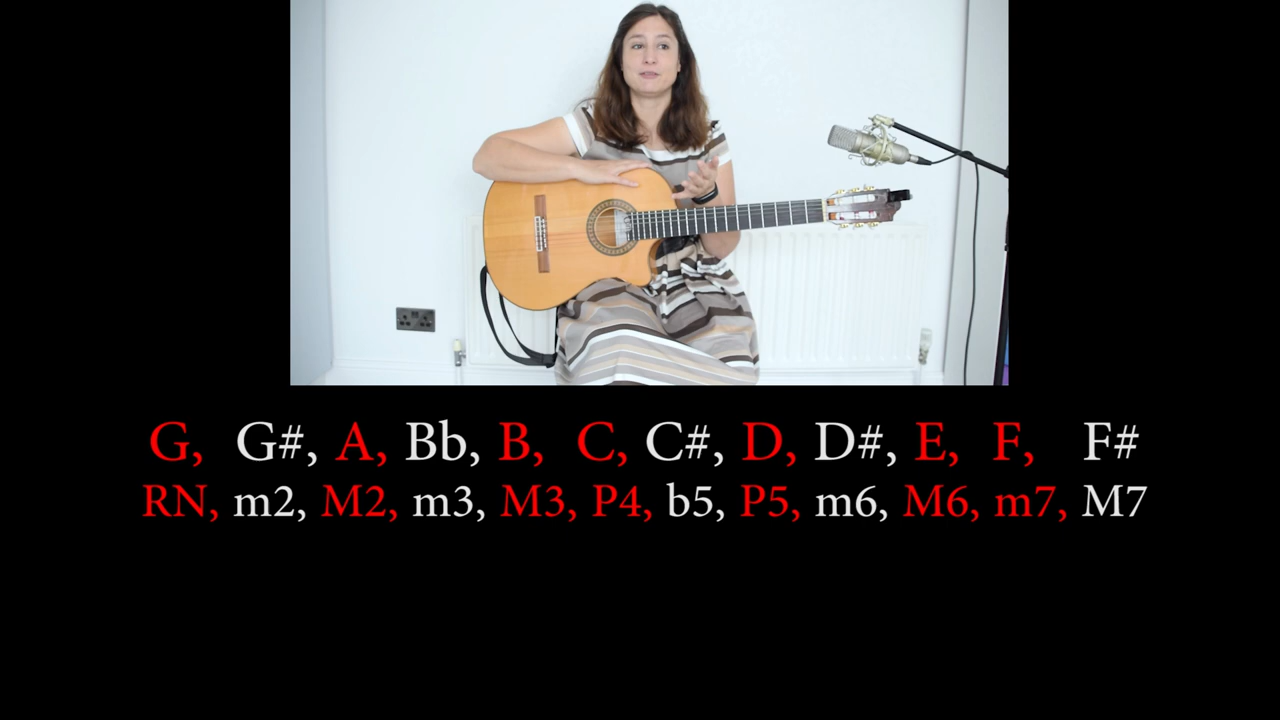 G, G#, A, Bb, B, C, C#, D, D#, E, F, F#
RN, m2, M2, m3, M3, P4, b5, P5, m6, M6, m7, M7